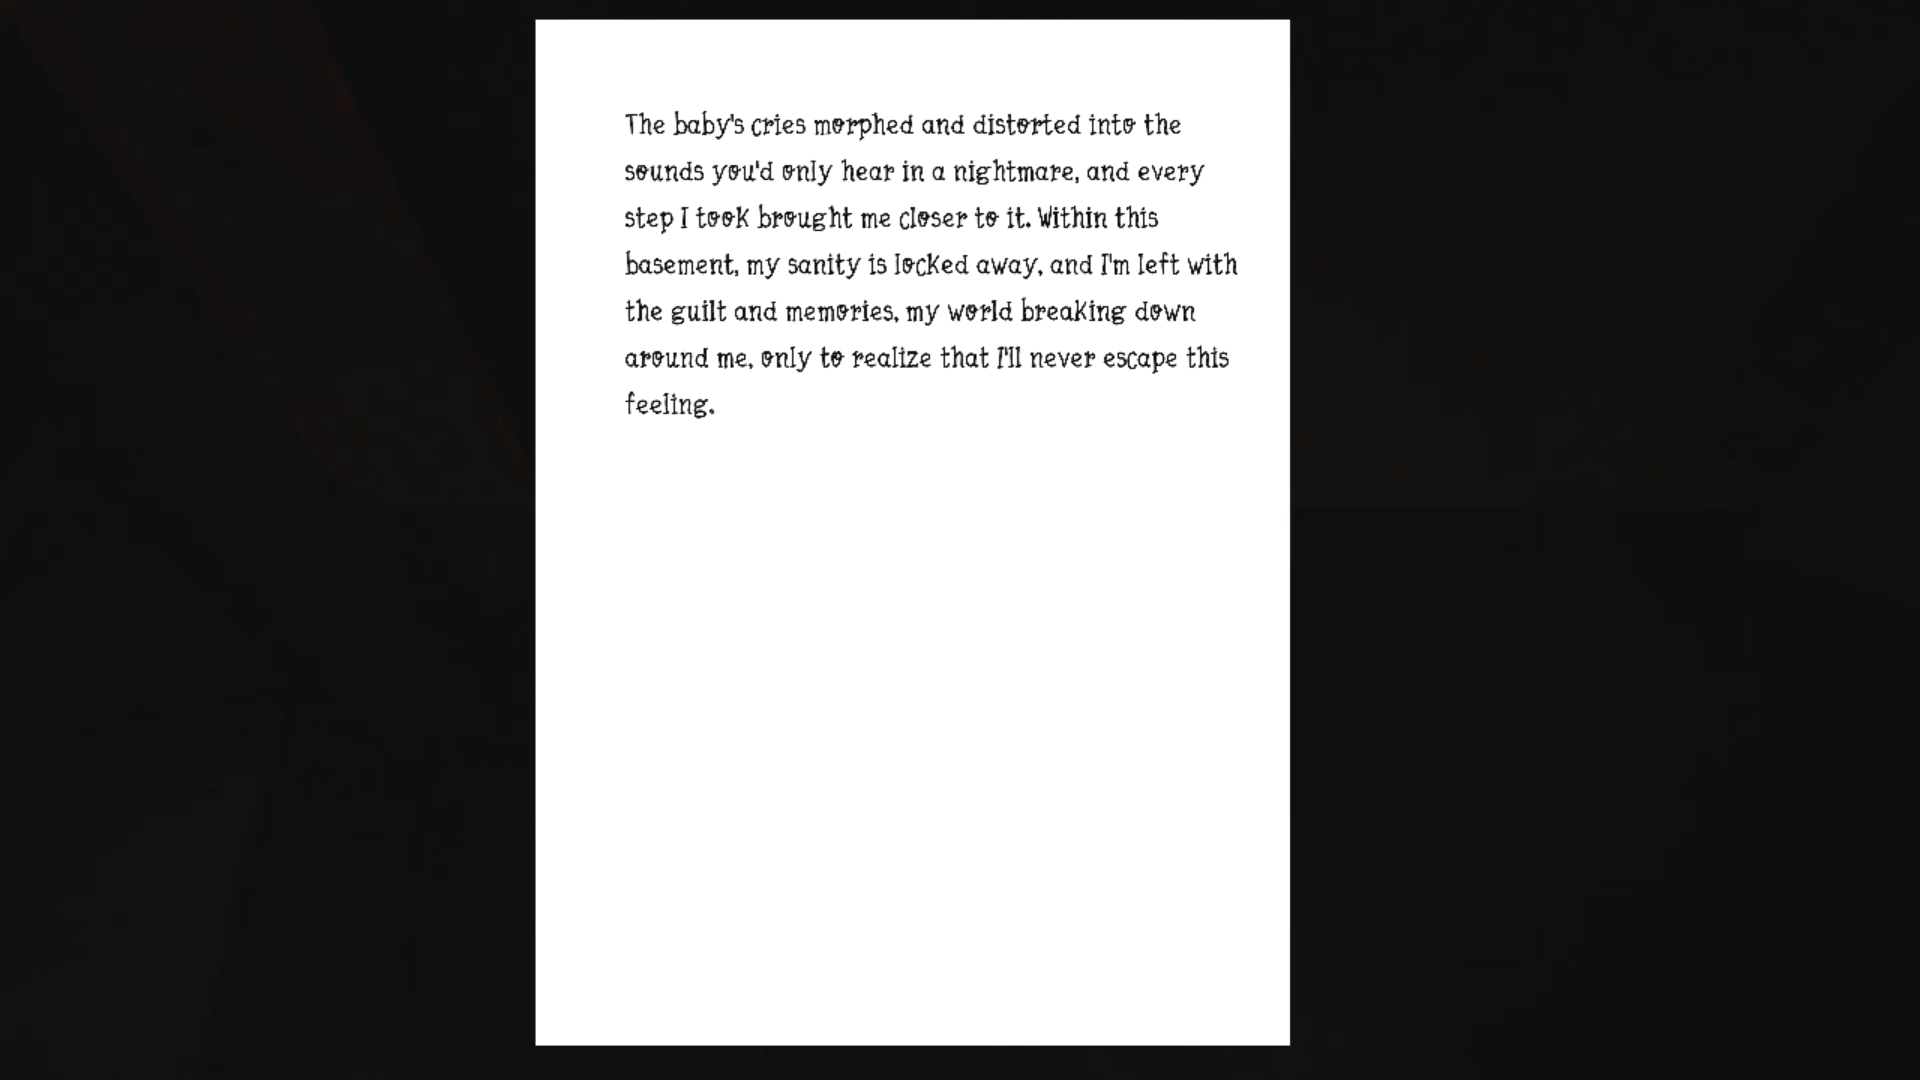 The baby's cries morphed and distorted into the
sounds you'd only hear in a nightmare, and every
step I took brought me closer to it. Within this
basement, my sanity is locked away, and I'm left with
the guilt and memories, my world breaking down
around me, only to realize that I'll never escape this
feeling.